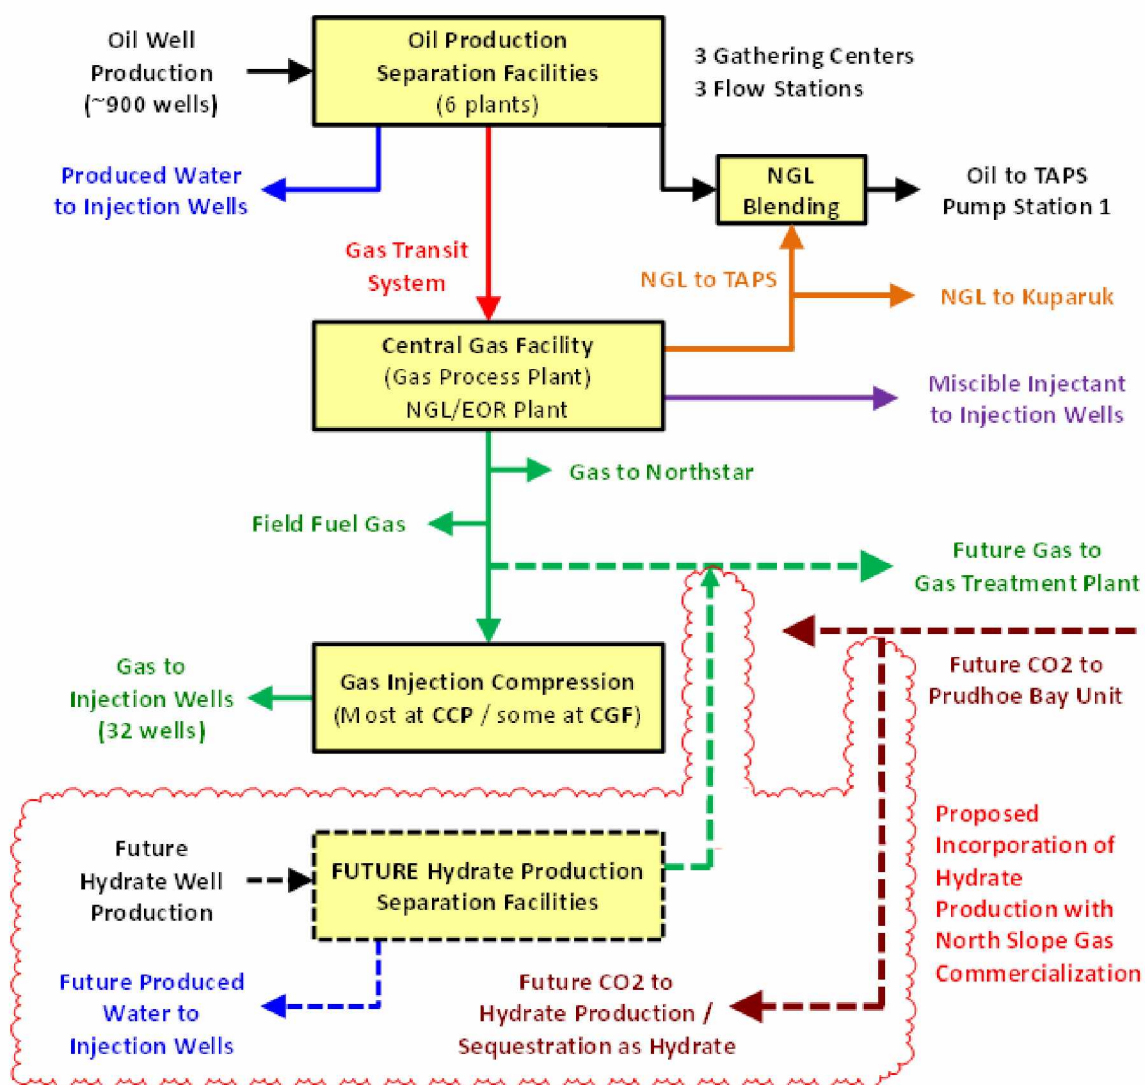 Oil Well
Production
(~900 wells)
Oil Production
Separation Facilities
(6 plants)
3 Gathering Centers
3 Flow Stations
Produced Water
to Injection Wells
NGL
Blending
Oil to TAPS
Pump Station 1
Gas Transit
System
NGL to TAPS
NGL to Kuparuk
Central Gas Facility
(Gas Process Plant)
NGL/EOR Plant
Miscible Injectant
to Injection Wells
Gas to Northstar
Field Fuel Gas
Future Gas to
Gas Treatment Plant
Gas to
Injection Wells
(32 wells)
Gas Injection Compression
(Most at CCP / some at CGF)
Future CO2 to
Prudhoe Bay Unit
Future
Hydrate Well
Production
FUTURE Hydrate Production
Separation Facilities
Proposed
Incorporation of
Hydrate
Production with
North Slope Gas
Commercialization
Future Produced
Water to
Injection Wells
Future CO2 to
Hydrate Production /
Sequestration as Hydrate